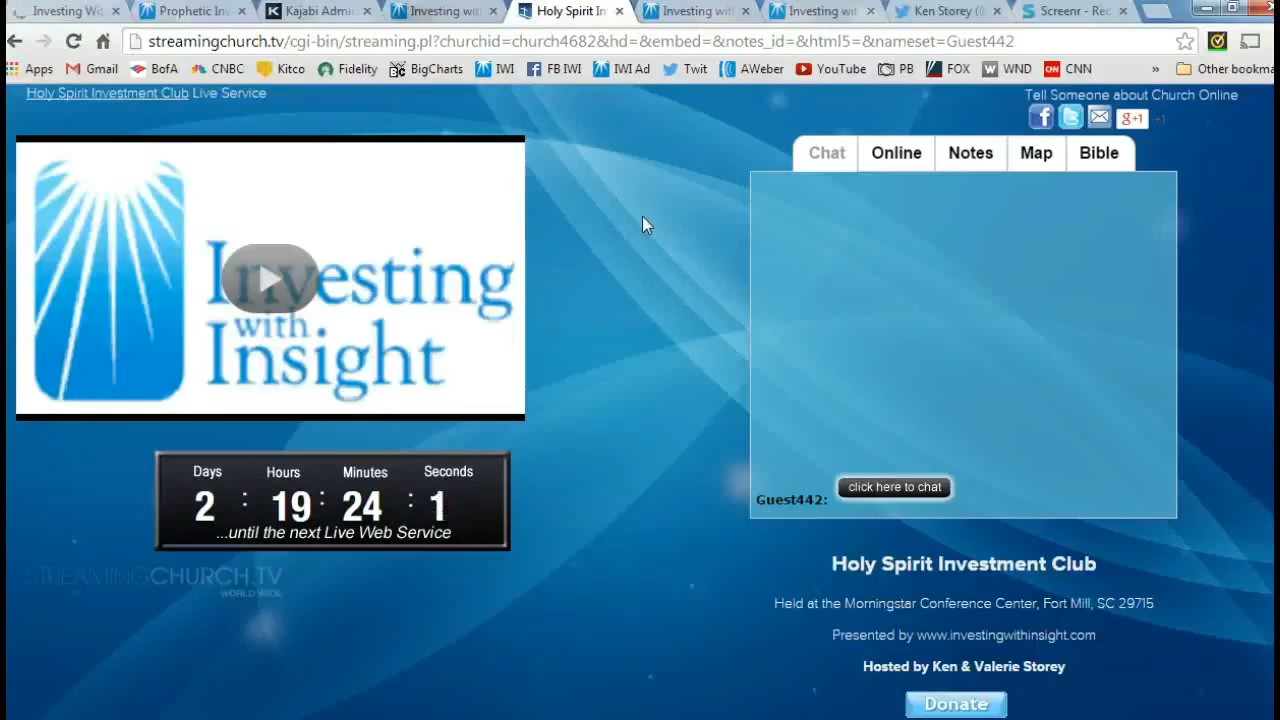 Investing Wit
Prophetic In
Kajabi Admi
Investing with
Holy Spirit In
Investing with
Investing wit
Ken Storey (@
Screenr - Rec
streamingchurch.tv/cgi-bin/streaming.pl?churchid=church4682&hd=&embed=&notes_id=&html5=&nameset=Guest442
Apps Gmail BofA CNBC Kitco Fidelity BigCharts IWI FB IWI IWI Ad Twit AWeber YouTube PB FOX WND CNN » Other bookma
Holy Spirit Investment Club Live Service
Tell Someone about Church Online
g+1 +1
Chat Online Notes Map Bible
Investing
with
Insight
Days Hours Minutes Seconds
2 : 19 : 24 : 1
...until the next Live Web Service
STREAMINGCHURCH.TV
WORLD WIDE
Guest442: click here to chat
Holy Spirit Investment Club
Held at the Morningstar Conference Center, Fort Mill, SC 29715
Presented by www.investingwithinsight.com
Hosted by Ken & Valerie Storey
Donate